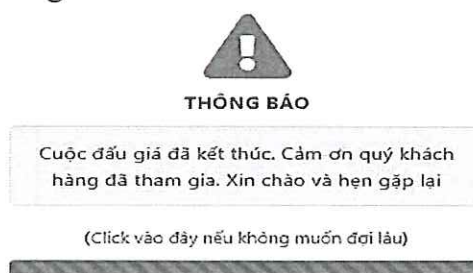 THÔNG BÁO
Cuộc đấu giá đã kết thúc. Cảm ơn quý khách
hàng đã tham gia. Xin chào và hẹn gặp lại
(Click vào đây nếu không muốn đợi lâu)